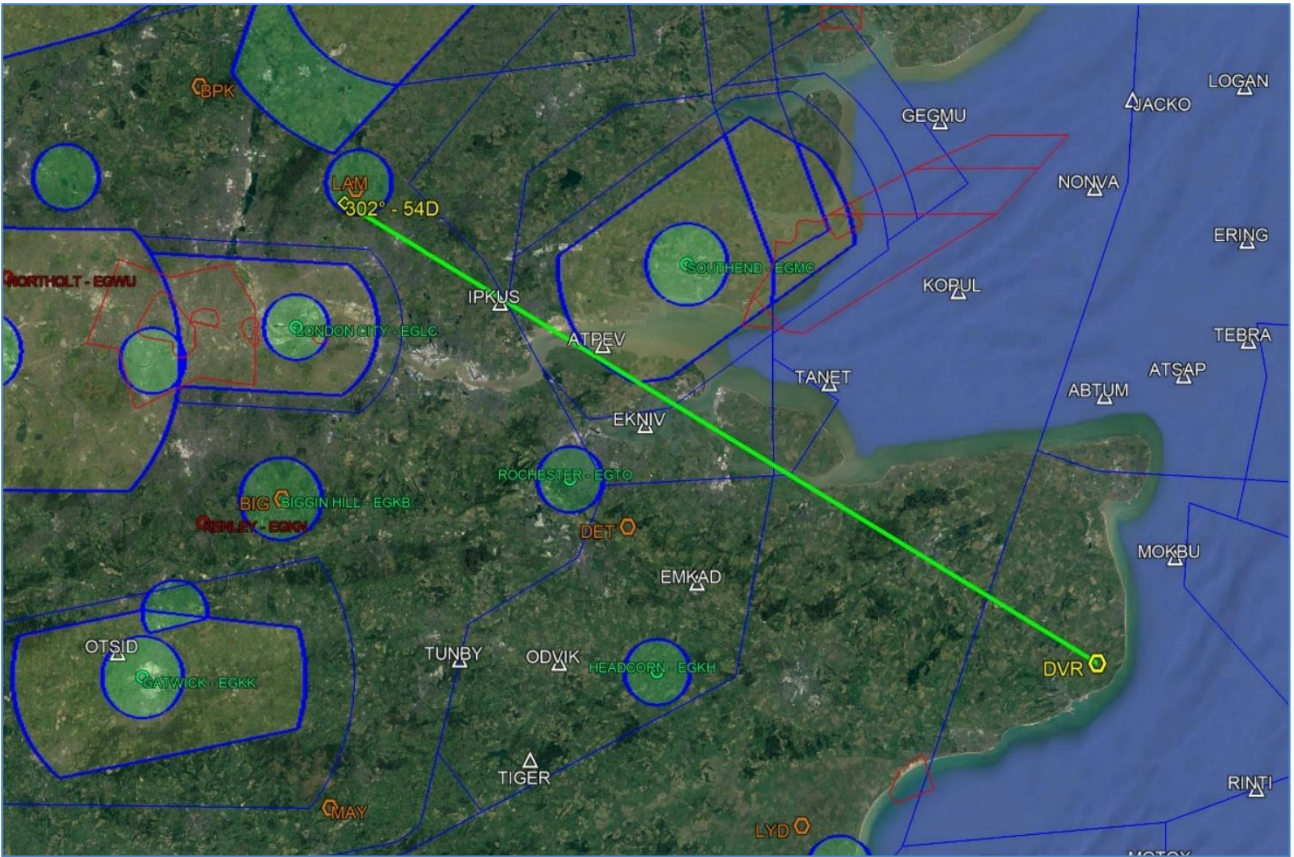 LOGAN
BPK
JACKO
GEGMU
LAM
NONVA
302° - 54D
ERING
SOUTHEND - EGMC
NORTHOLT - EGWU
KOPUL
IPKUS
LONDON CITY - EGLC
TEBRA
ATPEV
ATSAP
TANET
ABTUM
EKNIV
ROCHESTER - EGTO
BIG
BIGGIN HILL - EGKB
KENLEY - EGKN
DET
MOKBU
EMKAD
OTSID
TUNBY
ODVIK
HEADCORN - EGKH
DVR
GATWICK - EGKK
TIGER
RINTI
MAY
LYD